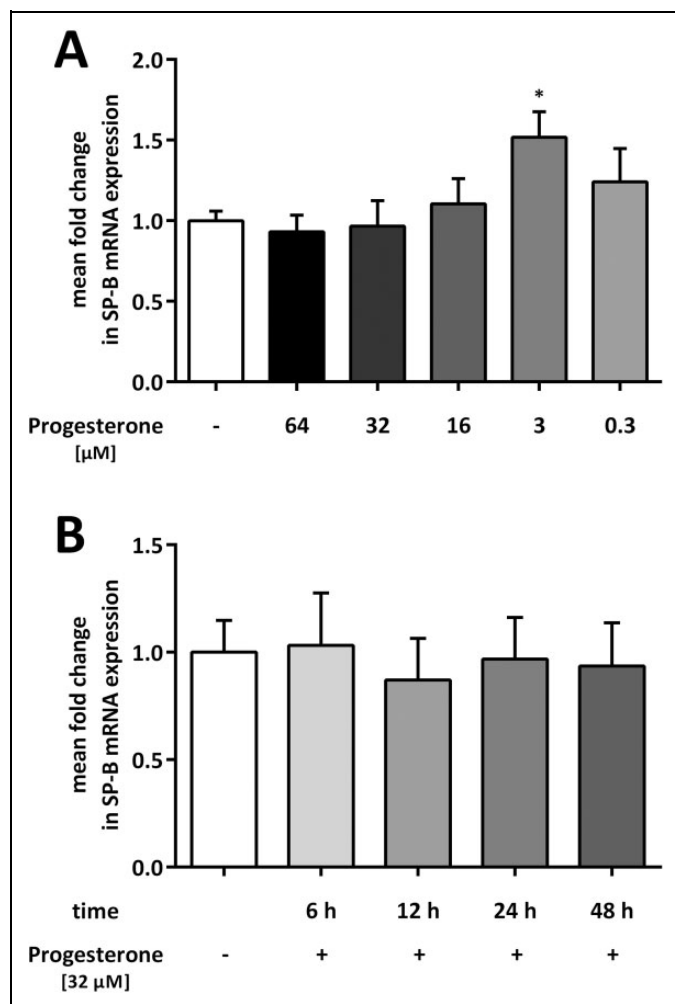 A
mean fold change
in SP-B mRNA expression
2.0
1.5
1.0
0.5
0.0
*
Progesterone - 64 32 16 3 0.3
[µM]
B
mean fold change
in SP-B mRNA expression
1.5
1.0
0.5
0.0
time 6 h 12 h 24 h 48 h
Progesterone - + + + +
[32 µM]